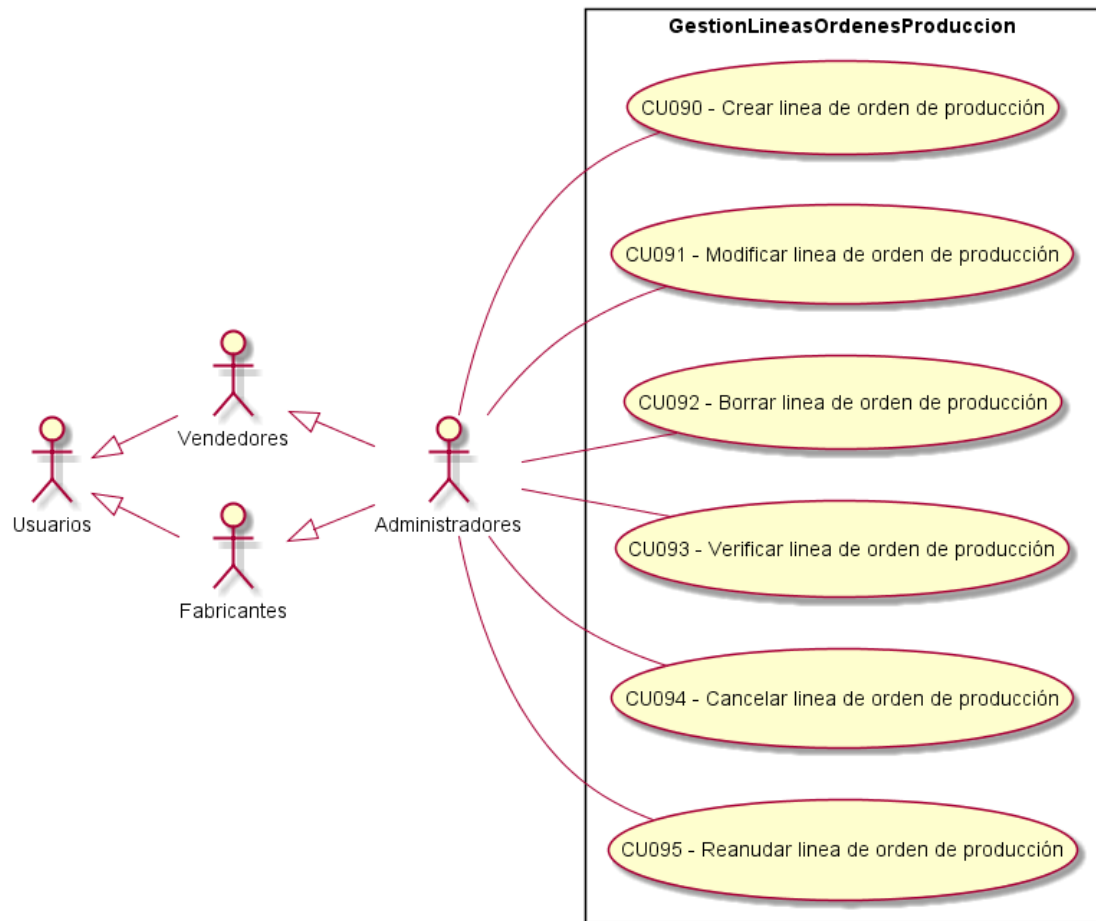 GestionLineasOrdenesProduccion
CU090 - Crear linea de orden de producción
CU091 - Modificar linea de orden de producción
CU092 - Borrar linea de orden de producción
CU093 - Verificar linea de orden de producción
CU094 - Cancelar linea de orden de producción
CU095 - Reanudar linea de orden de producción
Vendedores
Usuarios
Administradores
Fabricantes